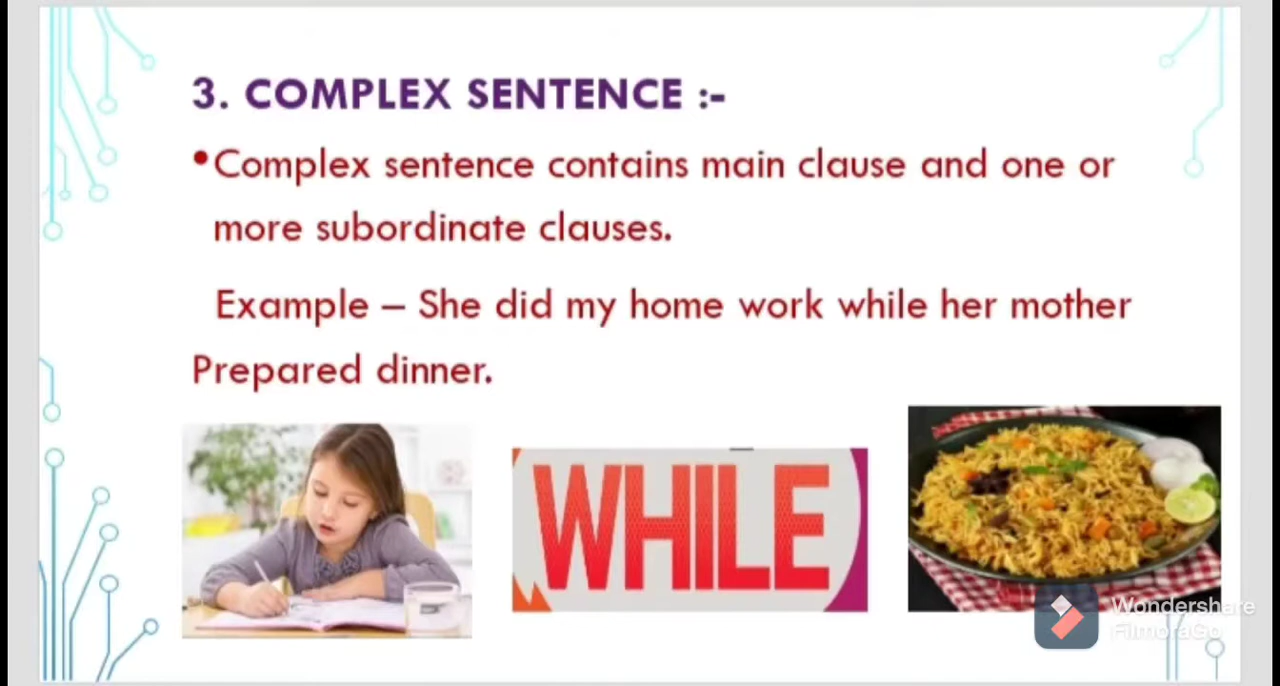 3. COMPLEX SENTENCE :-
•Complex sentence contains main clause and one or
more subordinate clauses.
Example – She did my home work while her mother
Prepared dinner.
WHILE
Wondershare
FilmoraGo